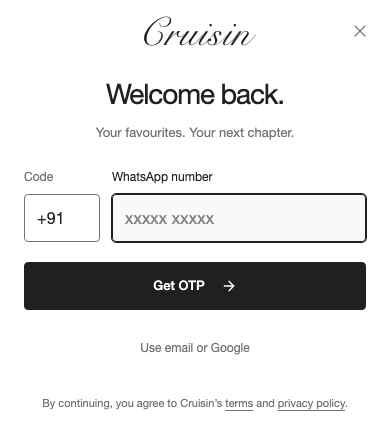 Cruisin
Welcome back.
Your favourites. Your next chapter.
Code
WhatsApp number
+91
xxxxx xxxxx
Get OTP →
Use email or Google
By continuing, you agree to Cruisin's terms and privacy policy.